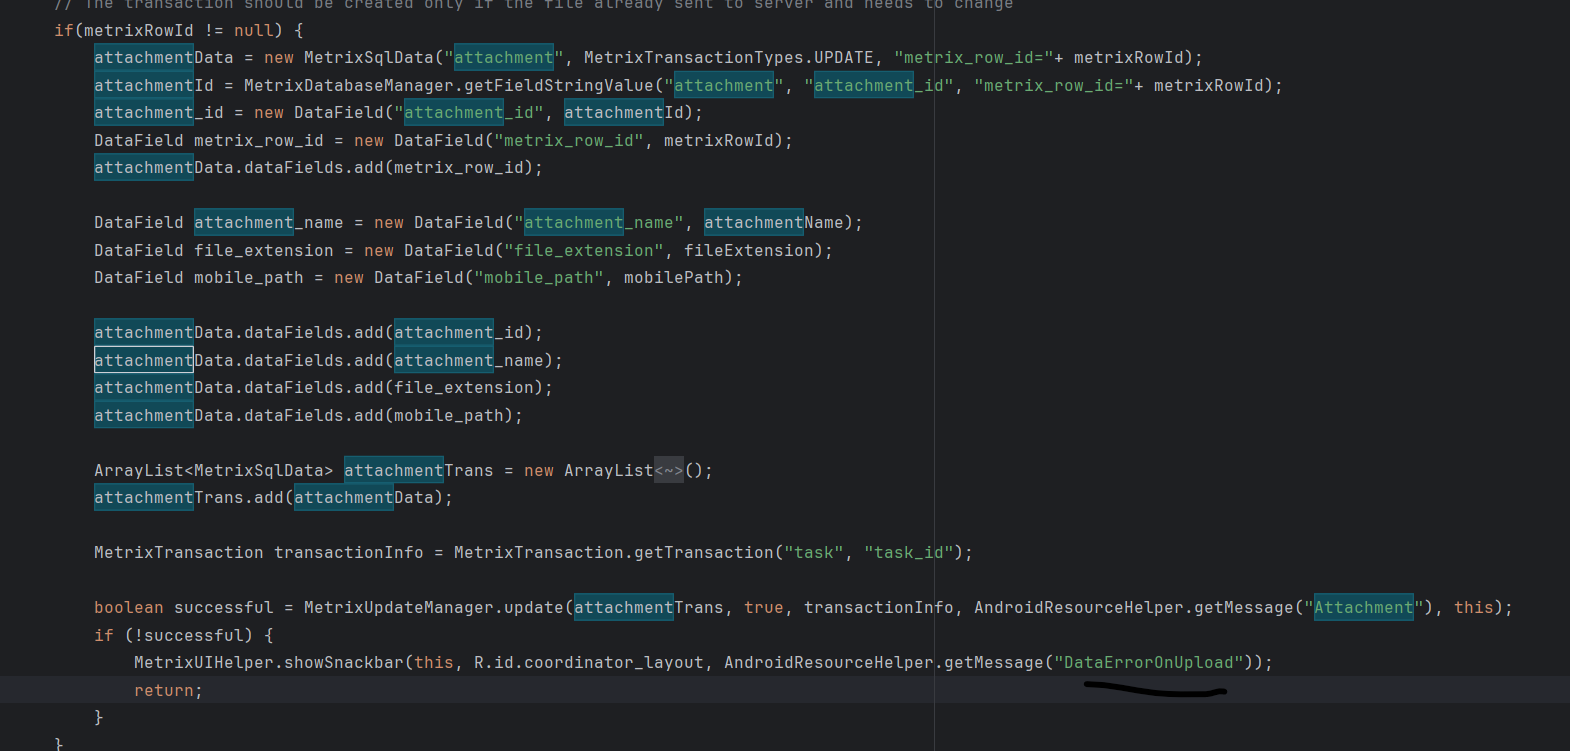 // The transaction should be created only if the file already sent to server and needs to change
if(metrixRowId != null) {
attachmentData = new MetrixSqlData("attachment", MetrixTransactionTypes.UPDATE, "metrix_row_id="+ metrixRowId);
attachmentId = MetrixDatabaseManager.getFieldStringValue("attachment", "attachment_id", "metrix_row_id="+ metrixRowId);
attachment_id = new DataField("attachment_id", attachmentId);
DataField metrix_row_id = new DataField("metrix_row_id", metrixRowId);
attachmentData.dataFields.add(metrix_row_id);
DataField attachment_name = new DataField("attachment_name", attachmentName);
DataField file_extension = new DataField("file_extension", fileExtension);
DataField mobile_path = new DataField("mobile_path", mobilePath);
attachmentData.dataFields.add(attachment_id);
attachmentData.dataFields.add(attachment_name);
attachmentData.dataFields.add(file_extension);
attachmentData.dataFields.add(mobile_path);
ArrayList<MetrixSqlData> attachmentTrans = new ArrayList<~>();
attachmentTrans.add(attachmentData);
MetrixTransaction transactionInfo = MetrixTransaction.getTransaction("task", "task_id");
boolean successful = MetrixUpdateManager.update(attachmentTrans, true, transactionInfo, AndroidResourceHelper.getMessage("Attachment"), this);
if (!successful) {
MetrixUIHelper.showSnackbar(this, R.id.coordinator_layout, AndroidResourceHelper.getMessage("DataErrorOnUpload"));
return;
}
}